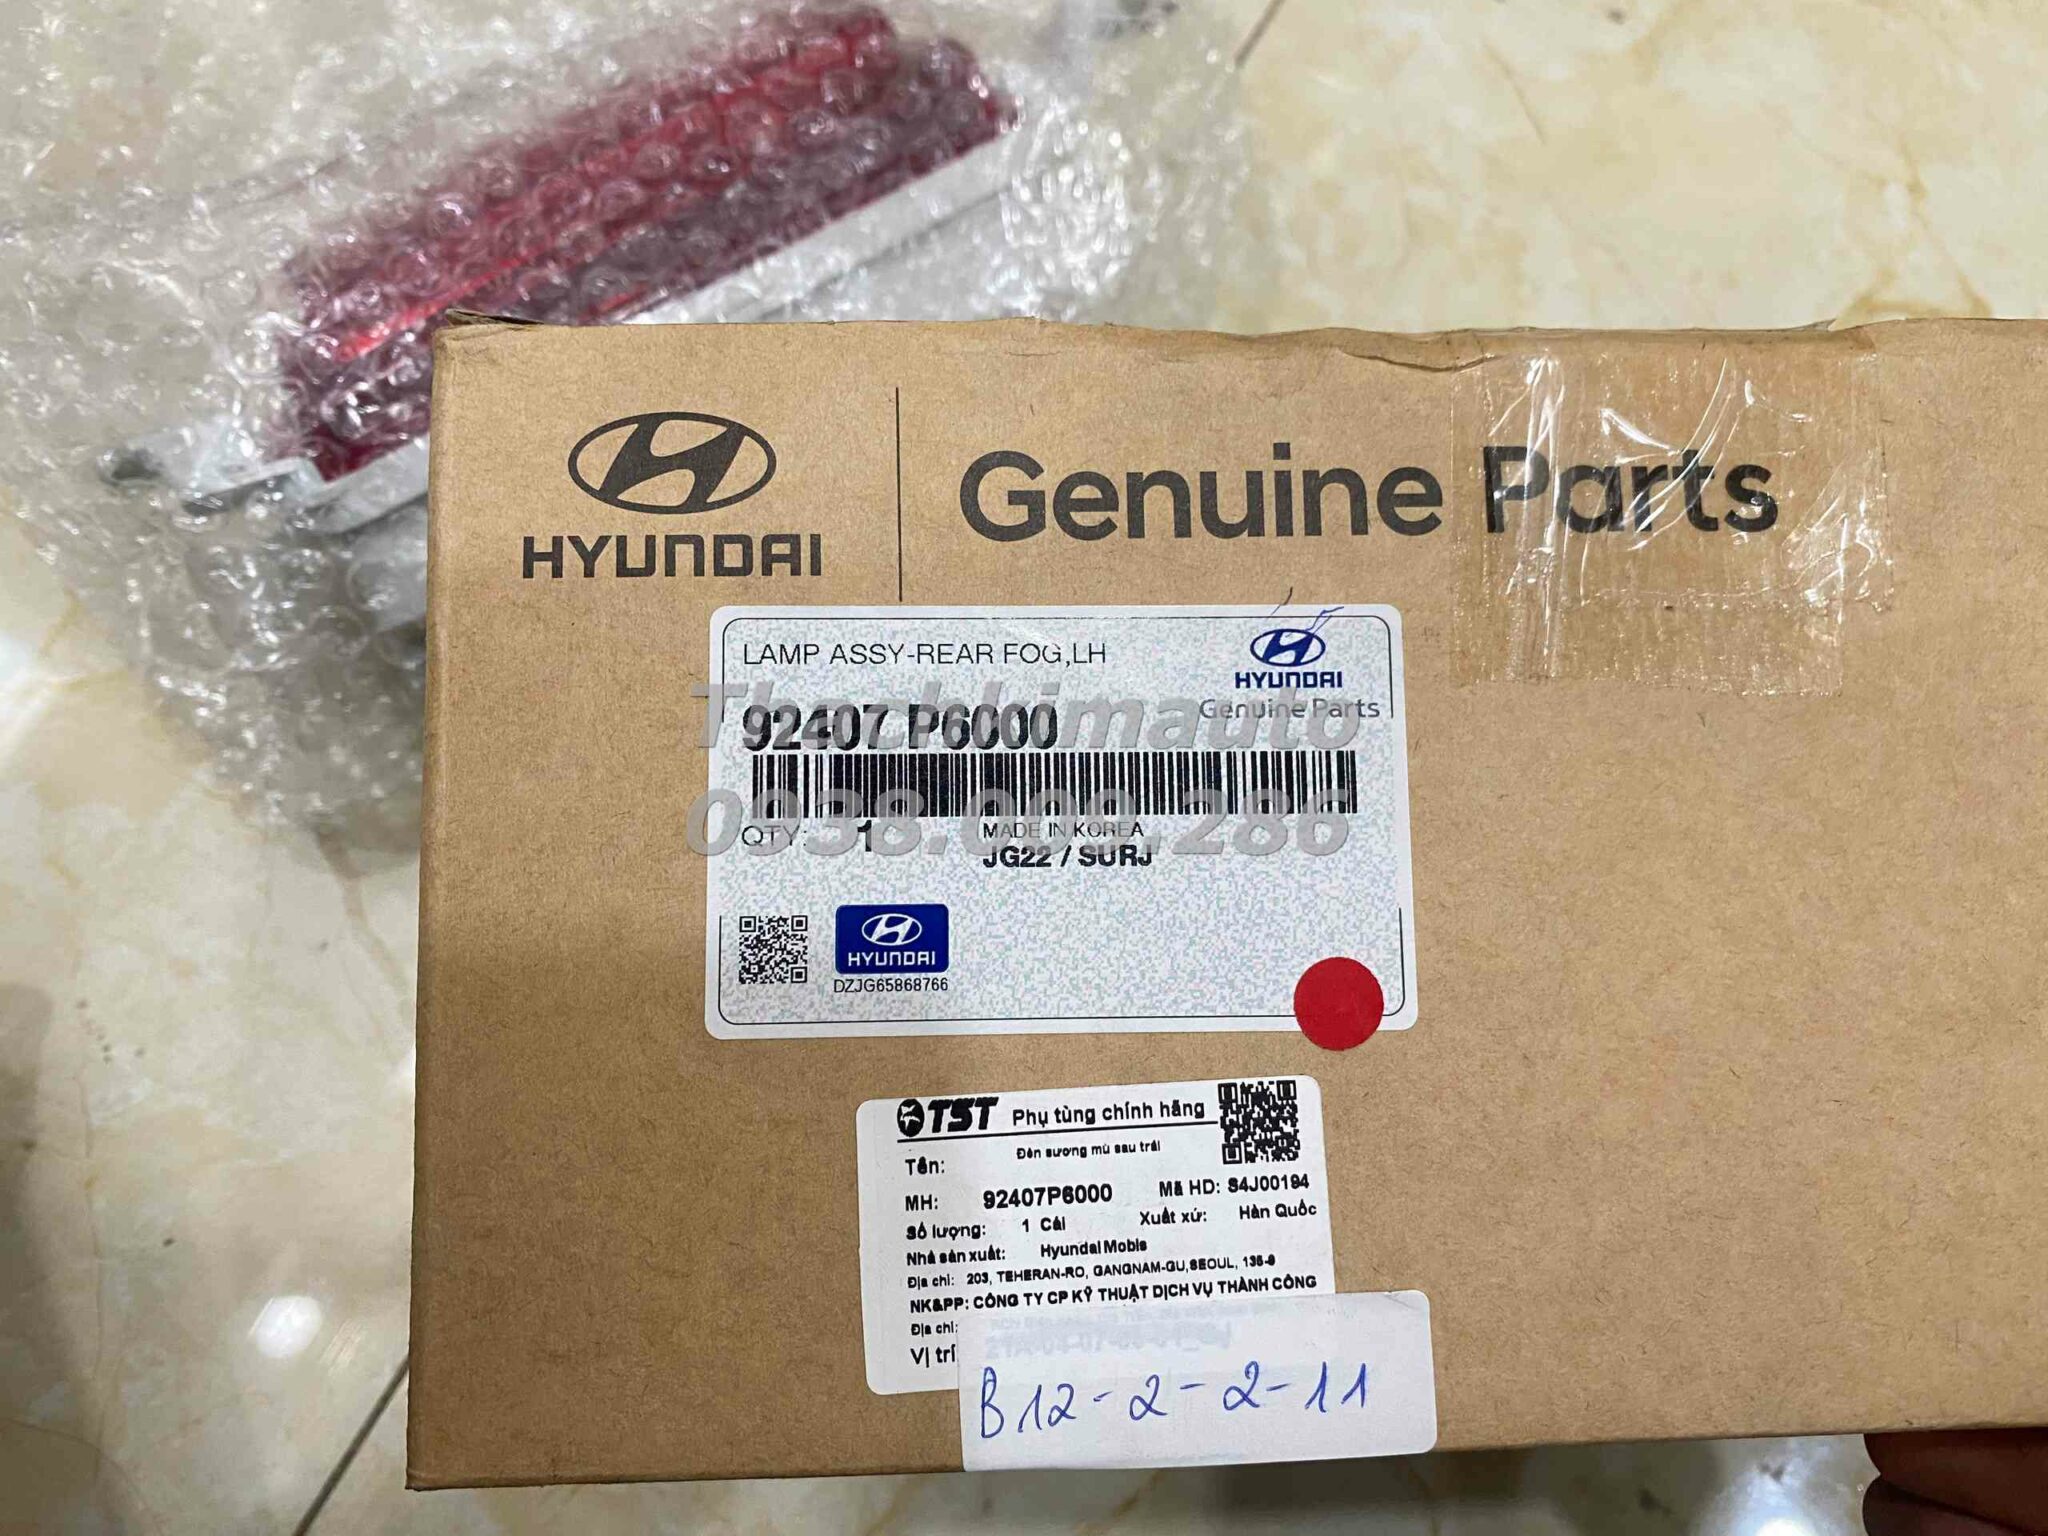 HYUNDAI
Genuine Parts
LAMP ASSY-REAR FOG,LH
HYUNDAI
Genuine Parts
92407 P6000
Thachkimauto
0938.009.286
QTY: 1
MADE IN KOREA
JG22 / SURJ
HYUNDAI
DZJG65868766
TST Phụ tùng chính hãng
Tên: Đèn sương mù sau trái
MH: 92407P6000 Mã HD: S4J00194
Số lượng: 1 Cái Xuất xứ: Hàn Quốc
Nhà sản xuất: Hyundai Mobis
Địa chỉ: 203, TEHERAN-RO, GANGNAM-GU,SEOUL, 135-9
NK&PP: CÔNG TY CP KỸ THUẬT DỊCH VỤ THÀNH CÔNG
Địa chỉ:
Vị trí
B12-2-2-11